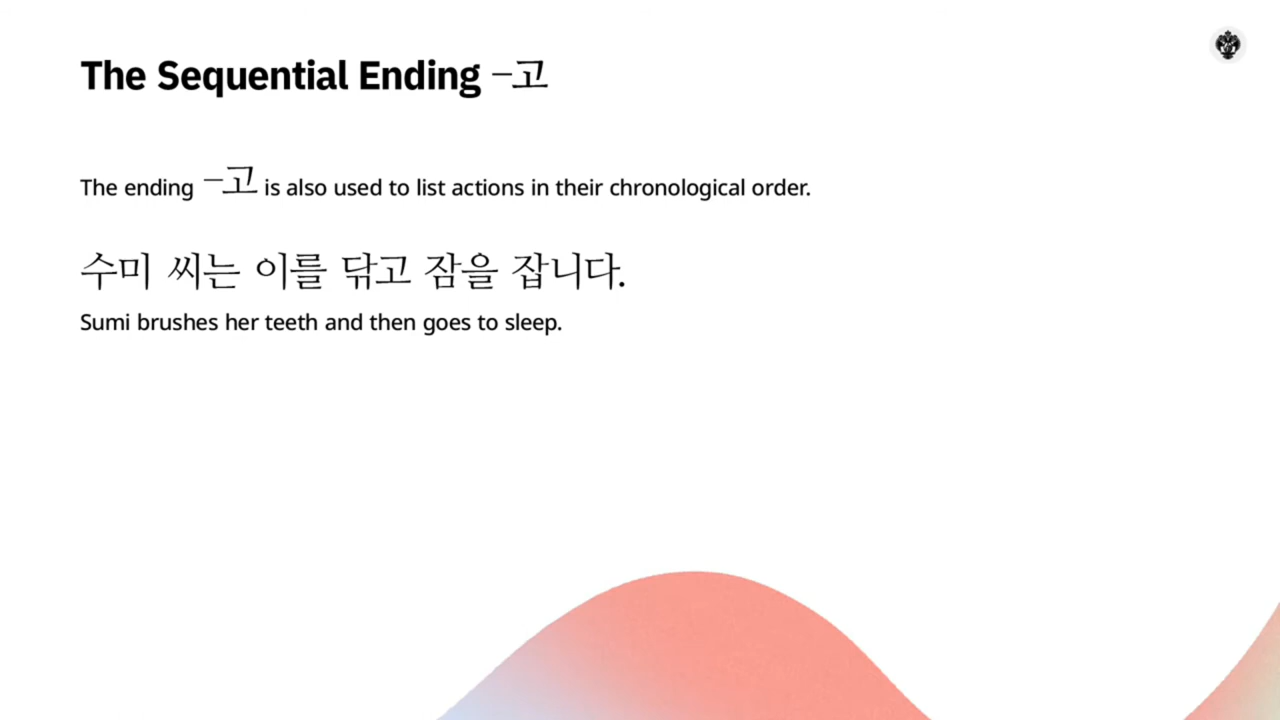 The Sequential Ending –고
The ending –고 is also used to list actions in their chronological order.
수미 씨는 이를 닦고 잠을 잡니다.
Sumi brushes her teeth and then goes to sleep.